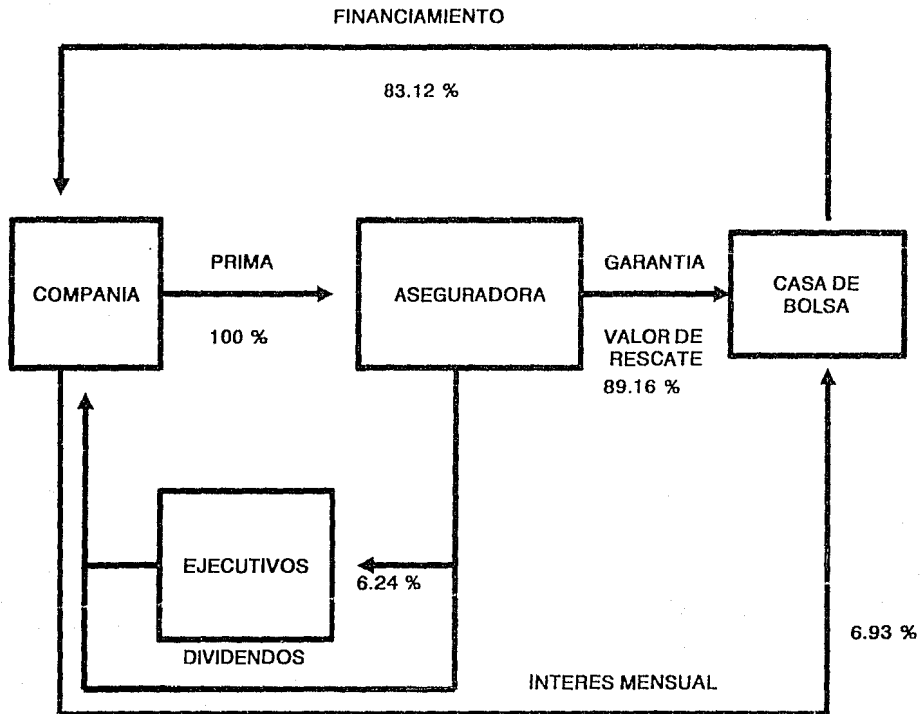 FINANCIAMIENTO
83.12 %
COMPANIA
PRIMA
100 %
ASEGURADORA
GARANTIA
VALOR DE
RESCATE
89.16 %
CASA DE
BOLSA
EJECUTIVOS
6.24 %
DIVIDENDOS
6.93 %
INTERES MENSUAL